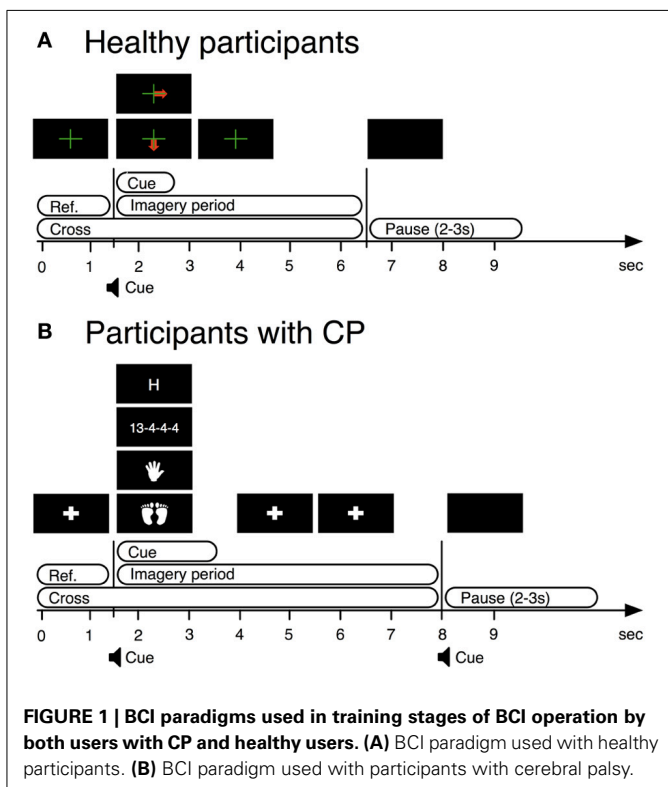 A Healthy participants
Cue
Ref. Imagery period
Cross Pause (2-3s)
0 1 2 3 4 5 6 7 8 9 sec
Cue
B Participants with CP
H
13-4-4-4
Cue
Ref. Imagery period
Cross Pause (2-3s)
0 1 2 3 4 5 6 7 8 9 sec
Cue Cue
FIGURE 1 | BCI paradigms used in training stages of BCI operation by
both users with CP and healthy users. (A) BCI paradigm used with healthy
participants. (B) BCI paradigm used with participants with cerebral palsy.